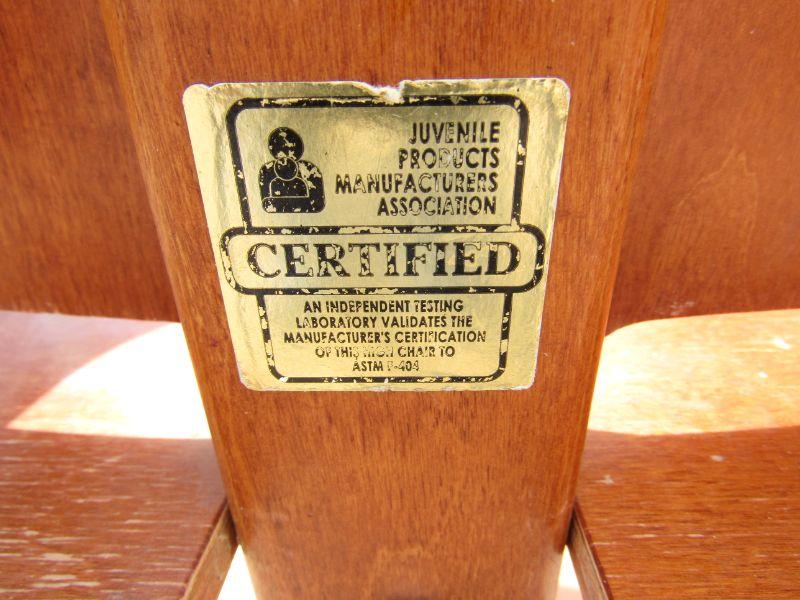 JUVENILE
PRODUCTS
MANUFACTURERS
ASSOCIATION
CERTIFIED
AN INDEPENDENT TESTING
LABORATORY VALIDATES THE
MANUFACTURER'S CERTIFICATION
OF THIS HIGH CHAIR TO
ASTM F-404